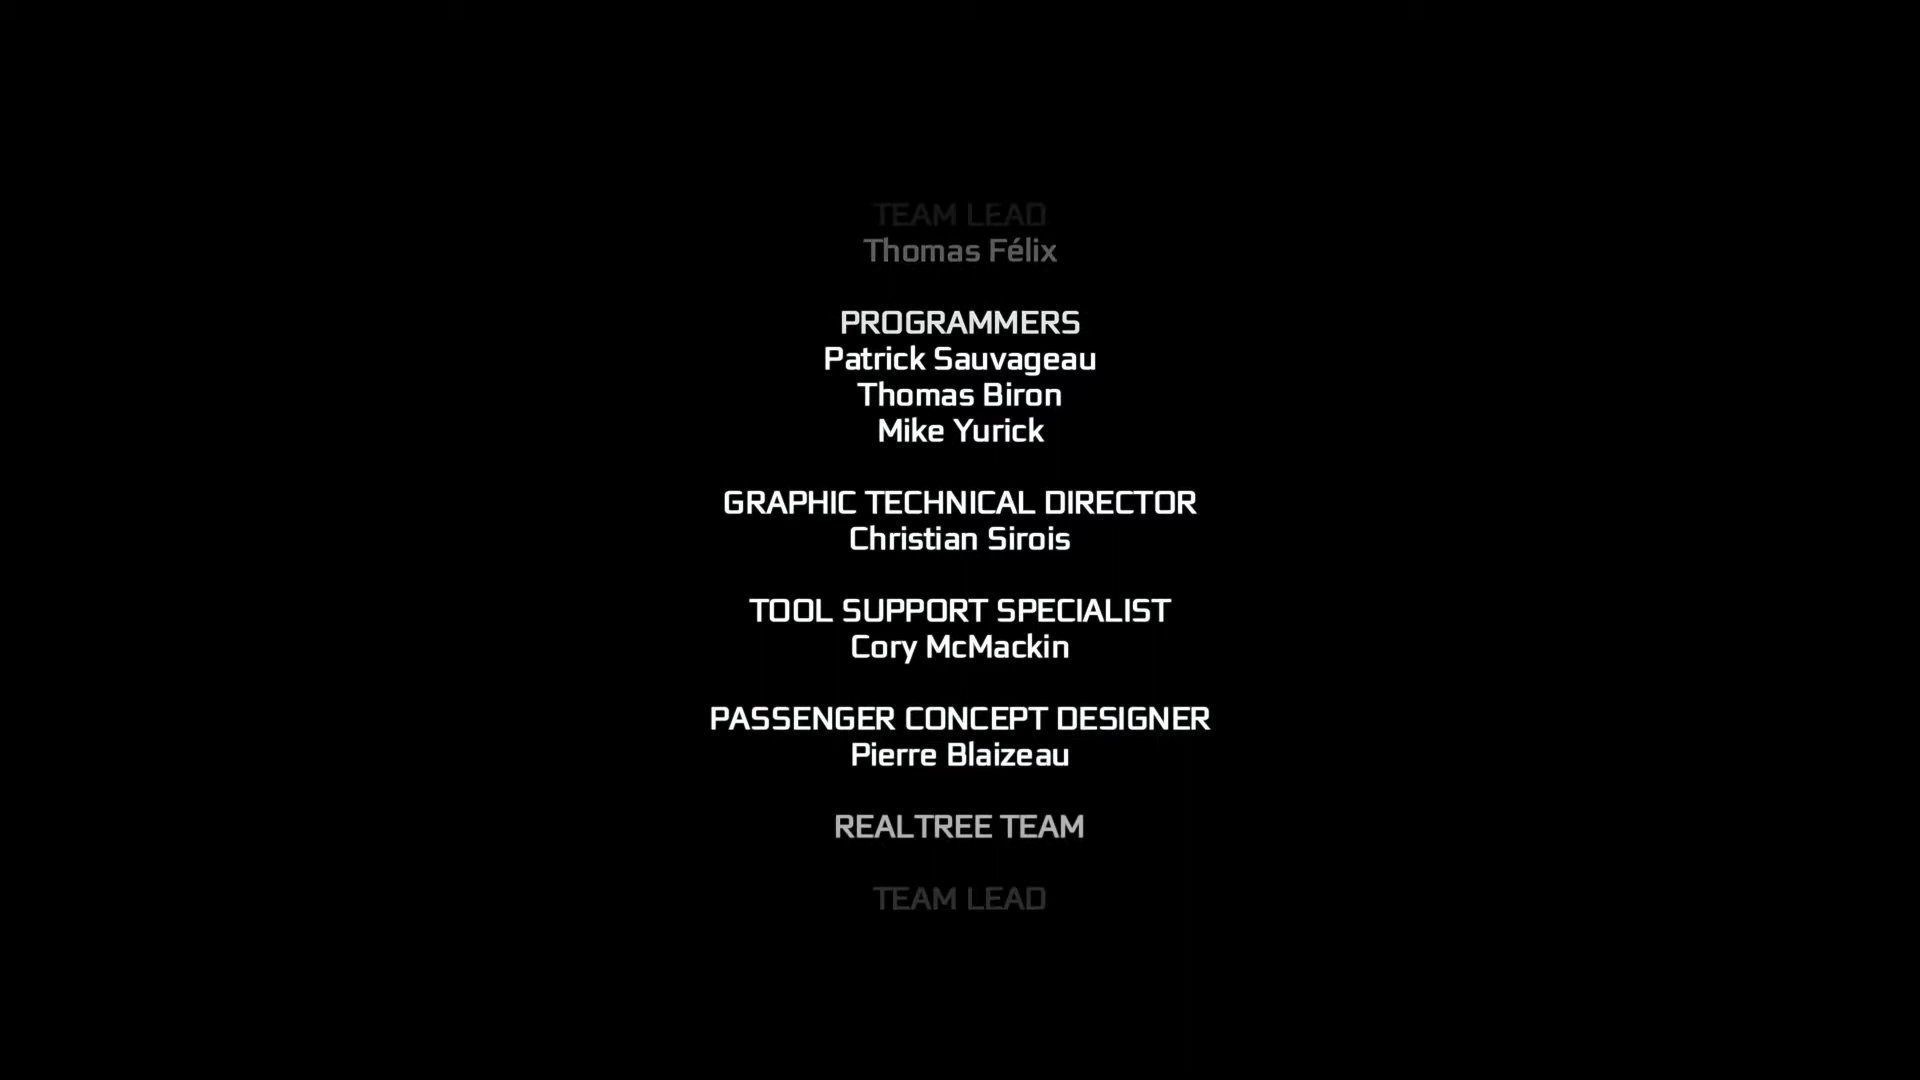 TEAM LEAD
Thomas Félix
PROGRAMMERS
Patrick Sauvageau
Thomas Biron
Mike Yurick
GRAPHIC TECHNICAL DIRECTOR
Christian Sirois
TOOL SUPPORT SPECIALIST
Cory McMackin
PASSENGER CONCEPT DESIGNER
Pierre Blaizeau
REALTREE TEAM
TEAM LEAD